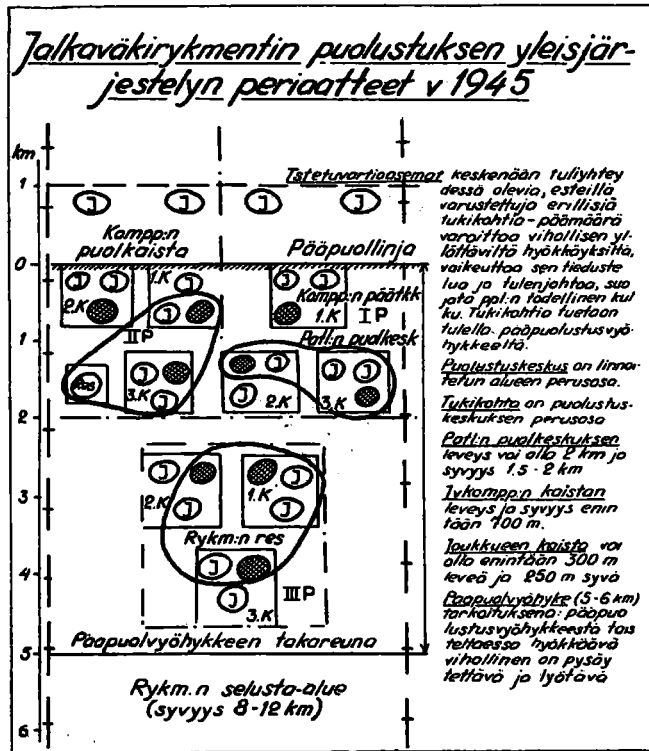 Jalkaväkirykmentin puolustuksen yleisjär-
jestelyn periaatteet v 1945
km
1
0
1
2
3
4
5
6
J J J J
Kompp:n
puolkaista
Pääpuollinja
J J
2.K
1.K
J
J J
Kompp:n päätkk
1.K
I P
II P
Patl:n puolkesk
Res
J
J
3.K
J
J
2.K
J J
3.K
J
J
2.K
J
J
1.K
Rykm:n res
J
J
3.K
III P
Pääpuolvyöhykkeen takareuna
Rykm.n selusta-alue
(syvyys 8-12 km)
keskenään tuliyhtey
dessä olevia, esteillä
varustettuja erillisiä
tukikohtia - päämäärä
varoittaa vihollisen yl-
lättäviltä hyökkäyksiltä,
vaikeuttaa sen tieduste
lua ja tulenjohtoa, suo
jata ppl:n todellinen kul
ku. Tukikohtia tuetaan
tulella pääpuolustusvyö-
hykkeeltä.
Puolustuskeskus on linnoi-
tetun alueen perusosa.
Tukikohta on puolustus-
keskuksen perusosa
Patl:n puolkeskuksen
leveys voi olla 2 km ja
syvyys 1.5 - 2 km
kaistan
leveys ja syvyys enin
tään 700 m.
Joukkueen kaista voi
olla enintään 300 m
leveä ja 250 m syvä
Pääpuolvyöhyke (5-6 km)
tarkoituksena: pääpuo
lustusvyöhykkeestä tais
teltaessa hyökkäävä
vihollinen on pysäy
tettävä ja lyötävä